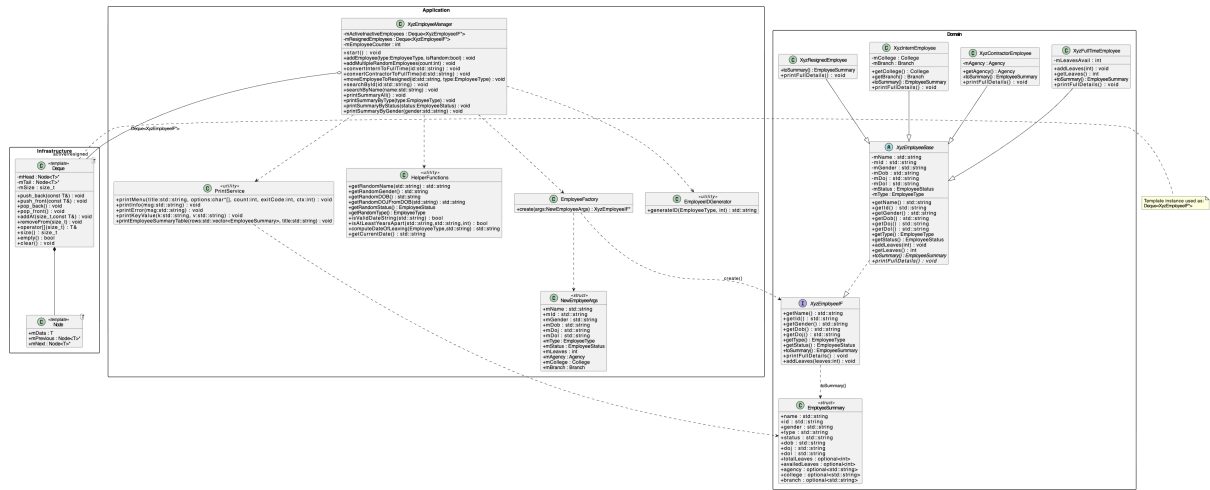 Application
C XyzEmployeeManager
-mActiveInactiveEmployees : Deque<XyzEmployeeIF*>
-mResignedEmployees : Deque<XyzEmployeeIF*>
-mEmployeeCounter : int
+start() : void
+addEmployee(type:EmployeeType, isRandom:bool) : void
+addMultipleRandomEmployees(count:int) : void
+convertInternToFullTime(id:std::string) : void
+convertContractorToFullTime(id:std::string) : void
+removeEmployeeToResigned(id:std::string, type:EmployeeType) : void
+searchById(id:std::string) : void
+searchByName(name:std::string) : void
+printSummaryAll() : void
+printSummaryByType(type:EmployeeType) : void
+printSummaryByStatus(status:EmployeeStatus) : void
+printSummaryByGender(gender:std::string) : void
Deque<XyzEmployeeIF*>
Infrastructure
active/resigned
C «template»
Deque
T
-mHead : Node<T>*
-mTail : Node<T>*
-mSize : size_t
+push_back(const T&) : void
+push_front(const T&) : void
+pop_back() : void
+pop_front() : void
+addAt(size_t,const T&) : void
+removeFrom(size_t) : void
+operator[](size_t) : T&
+size() : size_t
+empty() : bool
+clear() : void
C «template»
Node
T
+mData : T
+mPrevious : Node<T>*
+mNext : Node<T>*
C «utility»
PrintService
+printMenu(title:std::string, options:char*[], count:int, exitCode:int, ctx:int) : void
+printInfo(msg:std::string) : void
+printError(msg:std::string) : void
+printKeyValue(k:std::string, v:std::string) : void
+printEmployeeSummaryTable(rows:std::vector<EmployeeSummary>, title:std::string) : void
C «utility»
HelperFunctions
+getRandomName(std::string) : std::string
+getRandomGender() : std::string
+getRandomDOB() : std::string
+getRandomDOJFromDOB(std::string) : std::string
+getRandomStatus() : EmployeeStatus
+getRandomType() : EmployeeType
+isValidDateString(std::string) : bool
+isAtLeastYearsApart(std::string,std::string,int) : bool
+computeDateOfLeaving(EmployeeType,std::string) : std::string
+getCurrentDate() : std::string
C EmployeeFactory
+create(args:NewEmployeeArgs) : XyzEmployeeIF*
C «utility»
EmployeeIDGenerator
+generateID(EmployeeType, int) : std::string
C «struct»
NewEmployeeArgs
+mName : std::string
+mId : std::string
+mGender : std::string
+mDob : std::string
+mDoj : std::string
+mDol : std::string
+mType : EmployeeType
+mStatus : EmployeeStatus
+mLeaves : int
+mAgency : Agency
+mCollege : College
+mBranch : Branch
create()
Domain
C XyzResignedEmployee
+toSummary() : EmployeeSummary
+printFullDetails() : void
C XyzInternEmployee
-mCollege : College
-mBranch : Branch
+getCollege() : College
+getBranch() : Branch
+toSummary() : EmployeeSummary
+printFullDetails() : void
C XyzContractorEmployee
-mAgency : Agency
+getAgency() : Agency
+toSummary() : EmployeeSummary
+printFullDetails() : void
C XyzFullTimeEmployee
-mLeavesAvail : int
+addLeaves(int) : void
+getLeaves() : int
+toSummary() : EmployeeSummary
+printFullDetails() : void
A XyzEmployeeBase
-mName : std::string
-mId : std::string
-mGender : std::string
-mDob : std::string
-mDoj : std::string
-mDol : std::string
-mStatus : EmployeeStatus
-mType : EmployeeType
+getName() : std::string
+getId() : std::string
+getGender() : std::string
+getDob() : std::string
+getDoj() : std::string
+getDol() : std::string
+getType() : EmployeeType
+getStatus() : EmployeeStatus
+addLeaves(int) : void
+getLeaves() : int
+toSummary() : EmployeeSummary
+printFullDetails() : void
Template instance used as:
Deque<XyzEmployeeIF*>
I XyzEmployeeIF
+getName() : std::string
+getId() : std::string
+getGender() : std::string
+getDob() : std::string
+getDoj() : std::string
+getType() : EmployeeType
+getStatus() : EmployeeStatus
+toSummary() : EmployeeSummary
+printFullDetails() : void
+addLeaves(leaves:int) : void
toSummary()
C «struct»
EmployeeSummary
+name : std::string
+id : std::string
+gender : std::string
+type : std::string
+status : std::string
+dob : std::string
+doj : std::string
+dol : std::string
+totalLeaves : optional<int>
+availedLeaves : optional<int>
+agency : optional<std::string>
+college : optional<std::string>
+branch : optional<std::string>